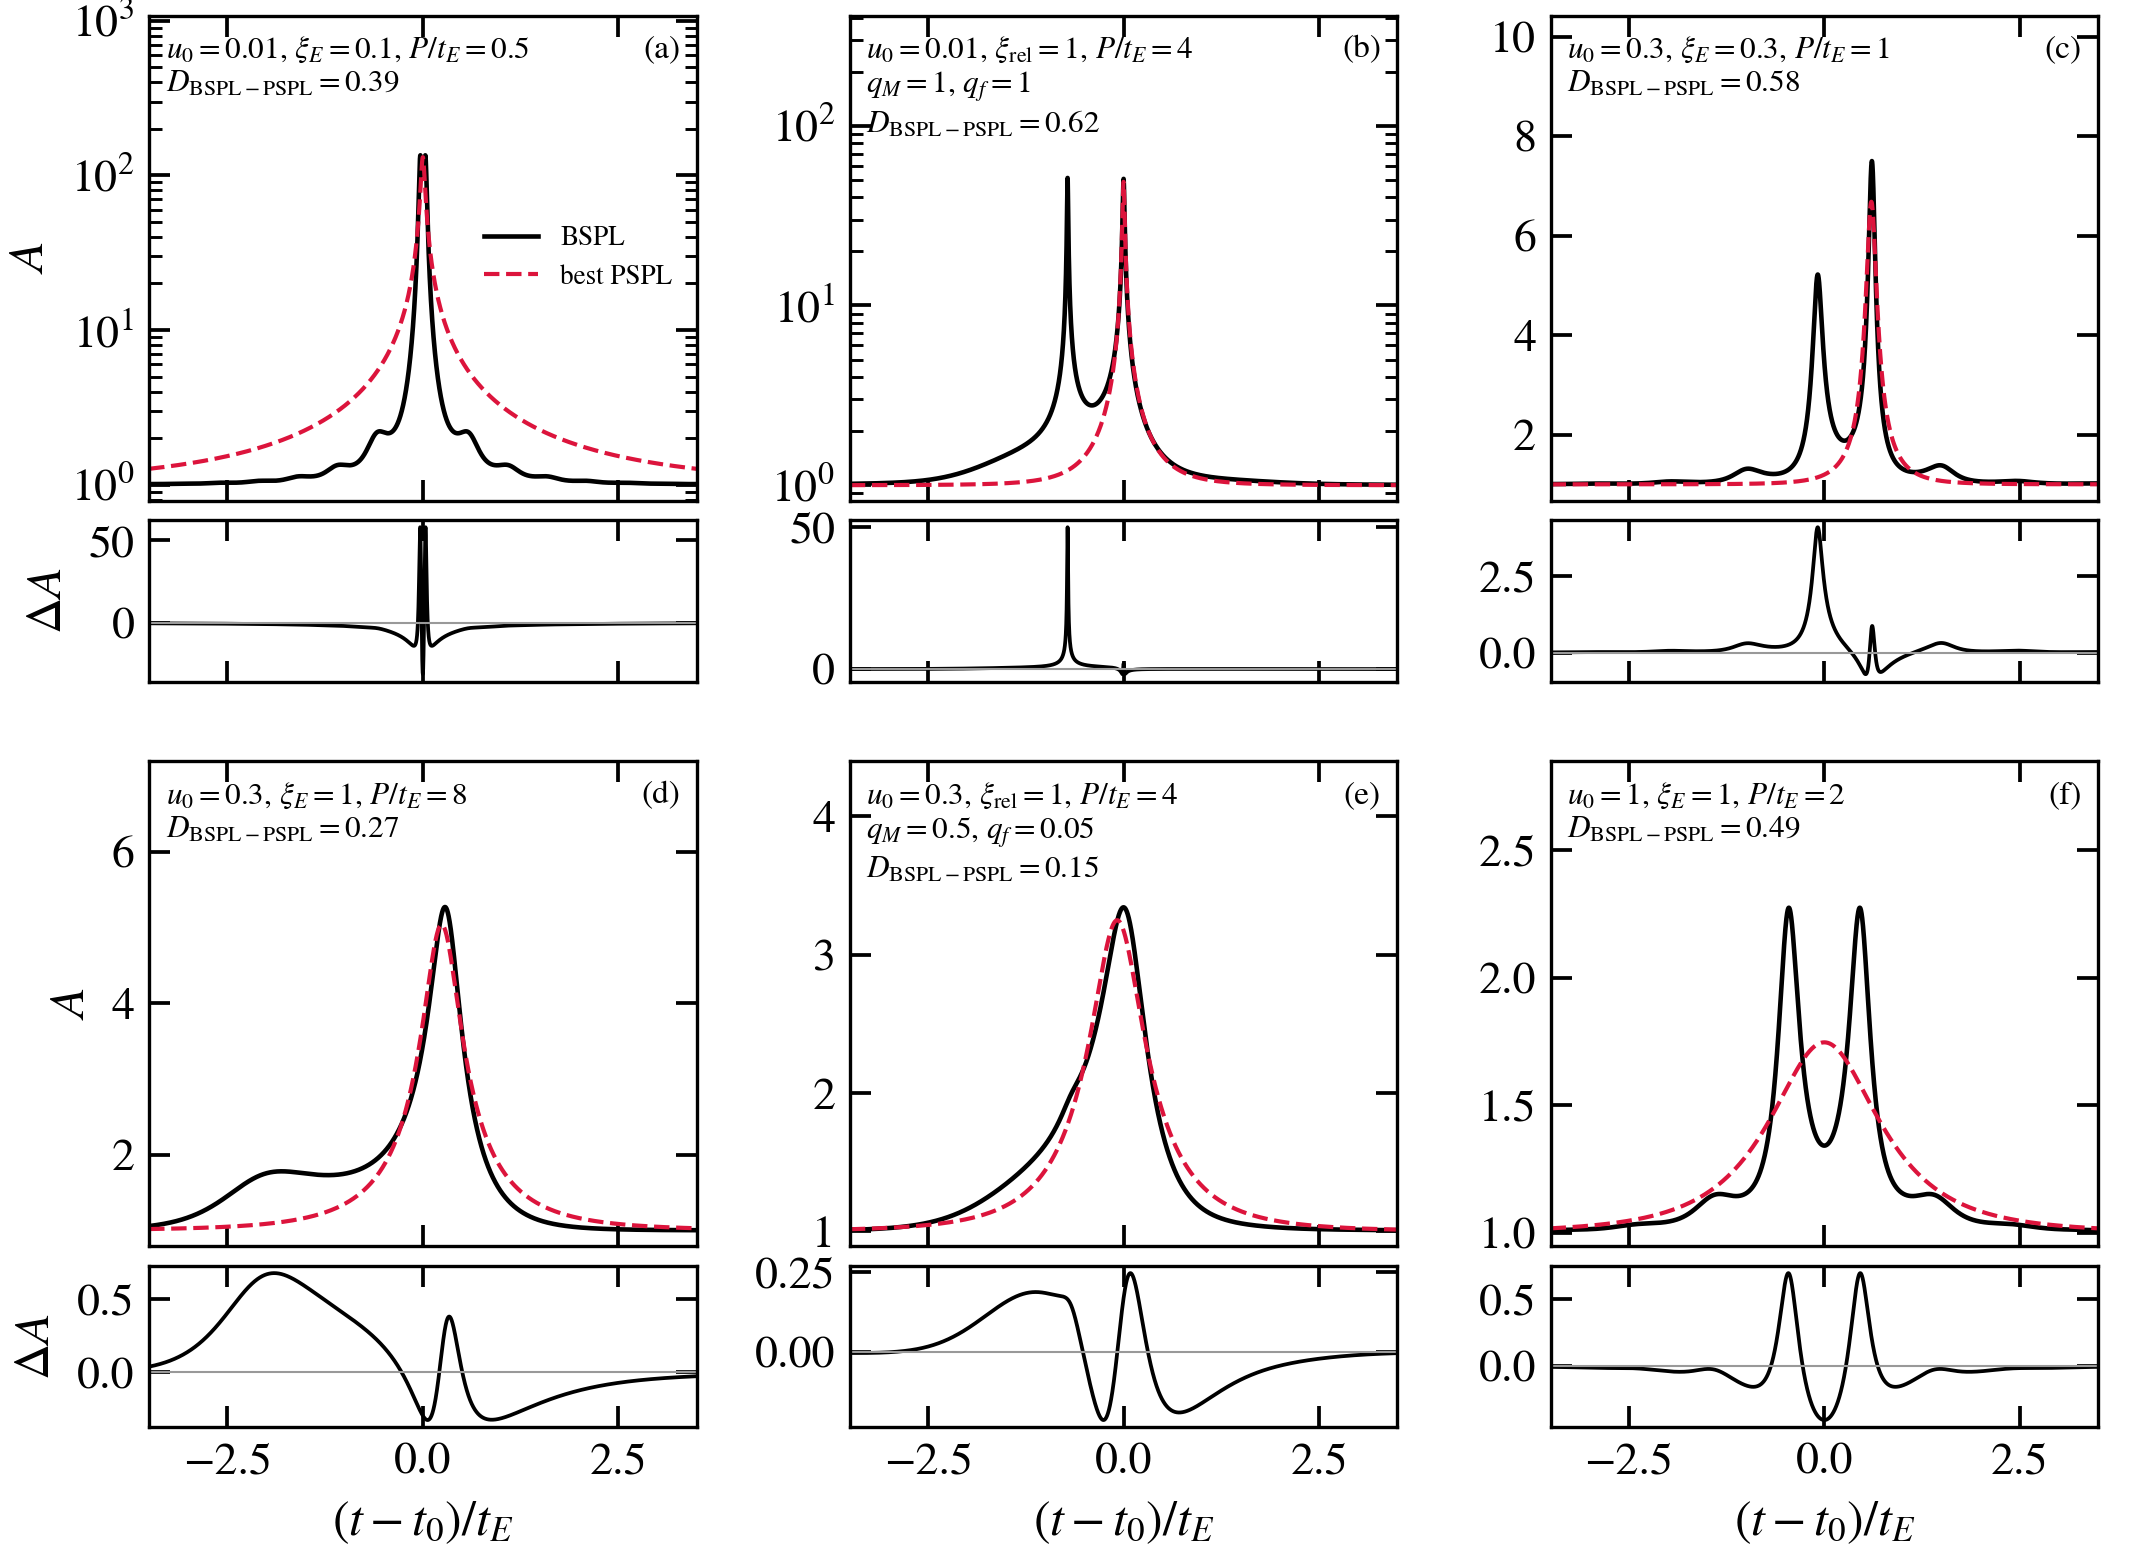 10³
u₀ = 0.01, ξ_E = 0.1, P/t_E = 0.5 (a)
D_BSPL − PSPL = 0.39
10²
BSPL
best PSPL
A
10¹
10⁰
50
0
ΔA
u₀ = 0.01, ξ_rel = 1, P/t_E = 4 (b)
q_M = 1, q_f = 1
D_BSPL − PSPL = 0.62
10²
10¹
10⁰
50
0
10
u₀ = 0.3, ξ_E = 0.3, P/t_E = 1 (c)
D_BSPL − PSPL = 0.58
8
6
4
2
2.5
0.0
u₀ = 0.3, ξ_E = 1, P/t_E = 8 (d)
D_BSPL − PSPL = 0.27
6
4
2
A
0.5
0.0
ΔA
−2.5 0.0 2.5
(t − t₀)/t_E
u₀ = 0.3, ξ_rel = 1, P/t_E = 4 (e)
q_M = 0.5, q_f = 0.05
D_BSPL − PSPL = 0.15
4
3
2
1
0.25
0.00
−2.5 0.0 2.5
(t − t₀)/t_E
u₀ = 1, ξ_E = 1, P/t_E = 2 (f)
D_BSPL − PSPL = 0.49
2.5
2.0
1.5
1.0
0.5
0.0
−2.5 0.0 2.5
(t − t₀)/t_E